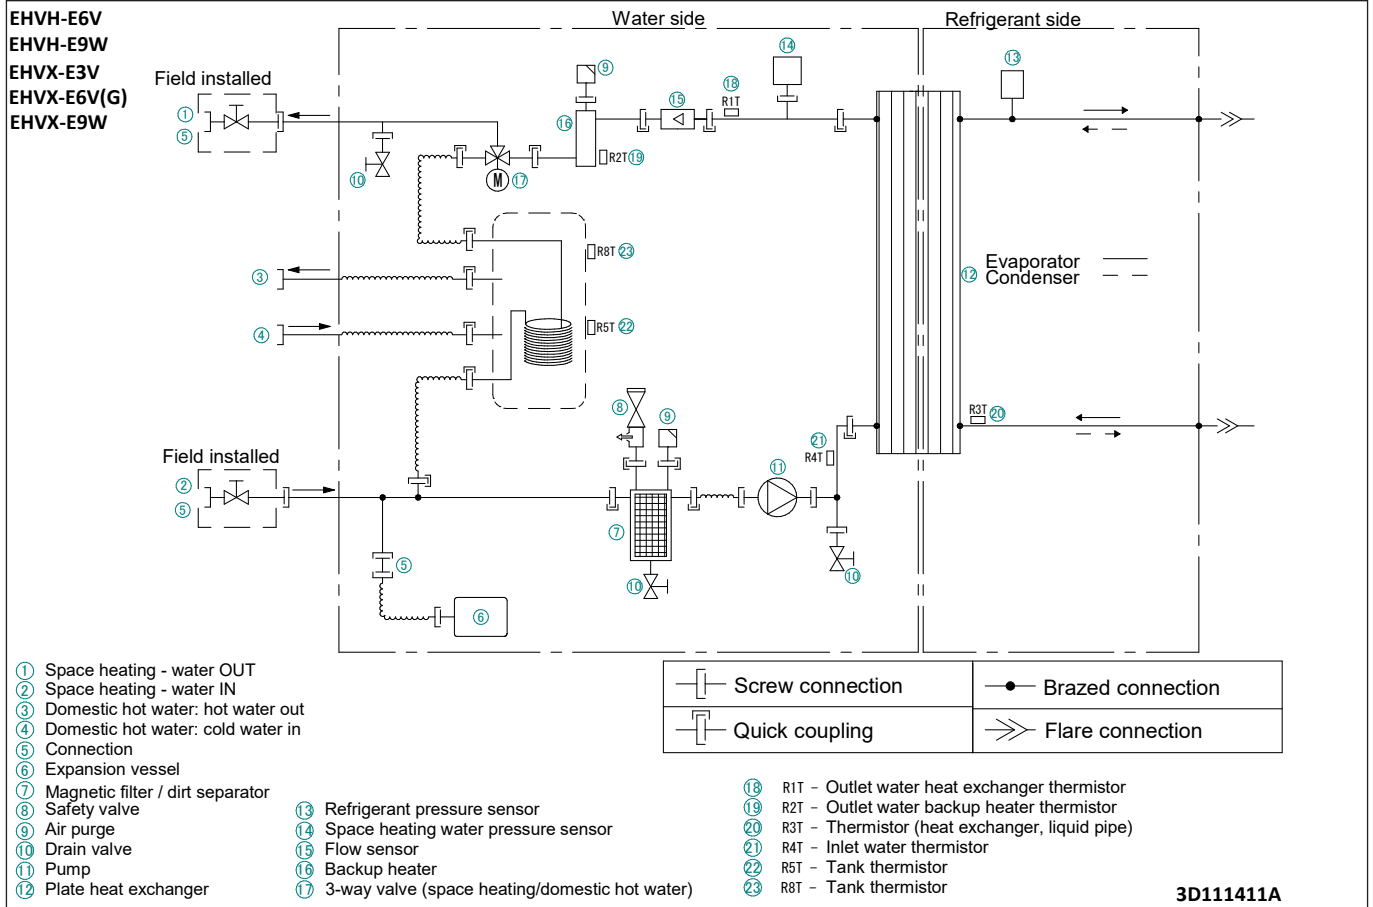 EHVH-E6V
EHVH-E9W
EHVX-E3V
EHVX-E6V(G)
EHVX-E9W
Water side
Refrigerant side
Field installed
1
5
10
M
17
9
16
R2T 19
15
18
R1T
14
13
3
4
R8T 23
R5T 22
12
Evaporator
Condenser
R3T 20
Field installed
2
5
5
6
8
9
7
10
11
21
R4T
10
1 Space heating - water OUT
2 Space heating - water IN
3 Domestic hot water: hot water out
4 Domestic hot water: cold water in
5 Connection
6 Expansion vessel
7 Magnetic filter / dirt separator
8 Safety valve
9 Air purge
10 Drain valve
11 Pump
12 Plate heat exchanger
13 Refrigerant pressure sensor
14 Space heating water pressure sensor
15 Flow sensor
16 Backup heater
17 3-way valve (space heating/domestic hot water)
Screw connection
Brazed connection
Quick coupling
Flare connection
18 R1T - Outlet water heat exchanger thermistor
19 R2T - Outlet water backup heater thermistor
20 R3T - Thermistor (heat exchanger, liquid pipe)
21 R4T - Inlet water thermistor
22 R5T - Tank thermistor
23 R8T - Tank thermistor
3D111411A